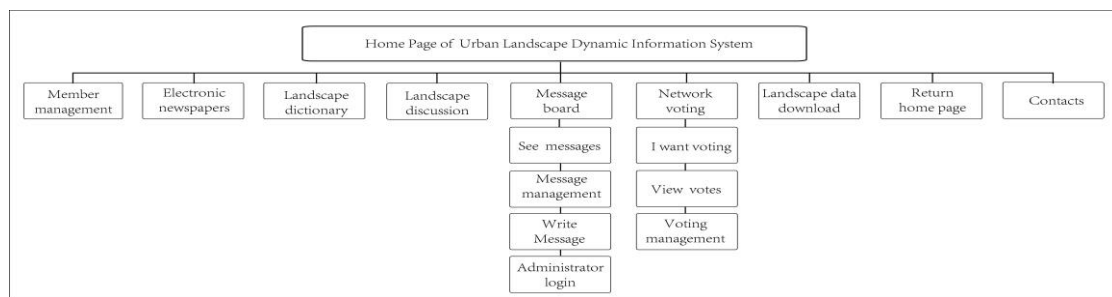 Home Page of Urban Landscape Dynamic Information System
Member
management
Electronic
newspapers
Landscape
dictionary
Landscape
discussion
Message
board
Network
voting
Landscape data
download
Return
home page
Contacts
See messages
I want voting
Message
management
View votes
Write
Message
Voting
management
Administrator
login